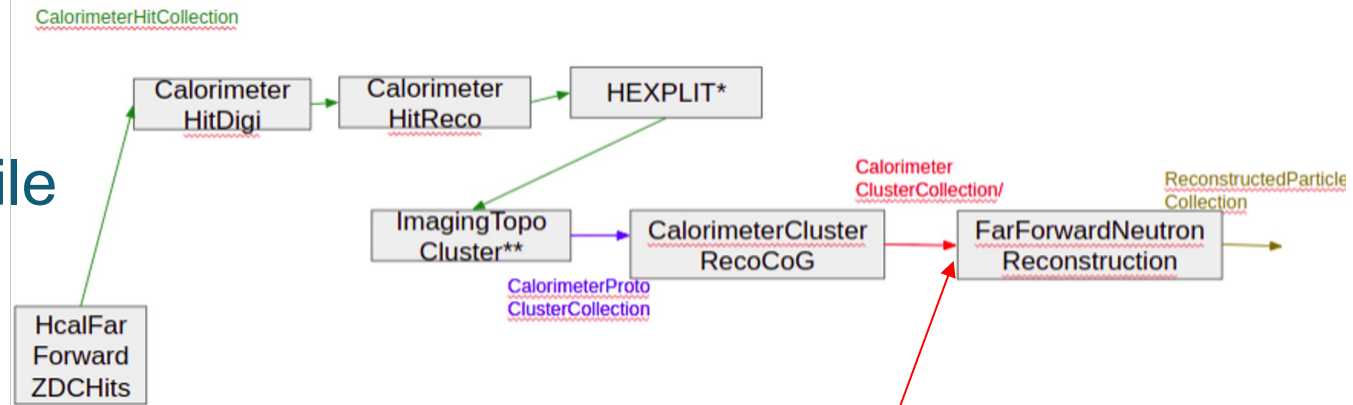 CalorimeterHitCollection
Calorimeter
HitDigi
Calorimeter
HitReco
HEXPLIT*
ile
Calorimeter
ClusterCollection/
ReconstructedParticle
Collection
ImagingTopo
Cluster**
CalorimeterCluster
RecoCoG
FarForwardNeutron
Reconstruction
CalorimeterProto
ClusterCollection
HcalFar
Forward
ZDCHits